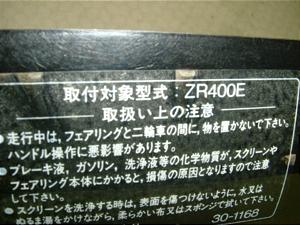 取付対象型式：ZR400E
取扱い上の注意
●走行中は、フェアリングと二輪車の間に、物を置かないで下さい。
ハンドル操作に悪影響があります。
●ブレーキ液、ガソリン、洗浄液等の化学物質が、スクリーンや
フェアリング本体にかかると、損傷の原因となりますので注意
して下さい。
●スクリーンを洗浄する時は、表面を傷つけないように、水又は
ぬるま湯をかけながら、柔らかい布又はスポンジで拭いて下さい。
30-1168